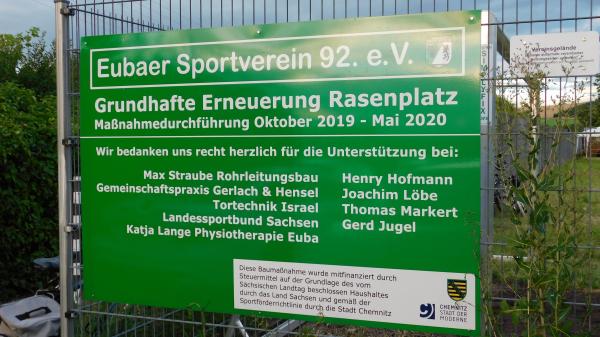 Eubaer Sportverein 92. e.V.
Grundhafte Erneuerung Rasenplatz
Maßnahmedurchführung Oktober 2019 - Mai 2020
Wir bedanken uns recht herzlich für die Unterstützung bei:
Max Straube Rohrleitungsbau
Gemeinschaftspraxis Gerlach & Hensel
Tortechnik Israel
Landessportbund Sachsen
Katja Lange Physiotherapie Euba
Henry Hofmann
Joachim Löbe
Thomas Markert
Gerd Jugel
Diese Baumaßnahme wurde mitfinanziert durch
Steuermittel auf der Grundlage des vom
Sächsischen Landtag beschlossen Haushaltes
durch das Land Sachsen und gemäß der
Sportförderrichtlinie durch die Stadt Chemnitz
CHEMNITZ
STADT DER
MODERNE
Vereinsgelände